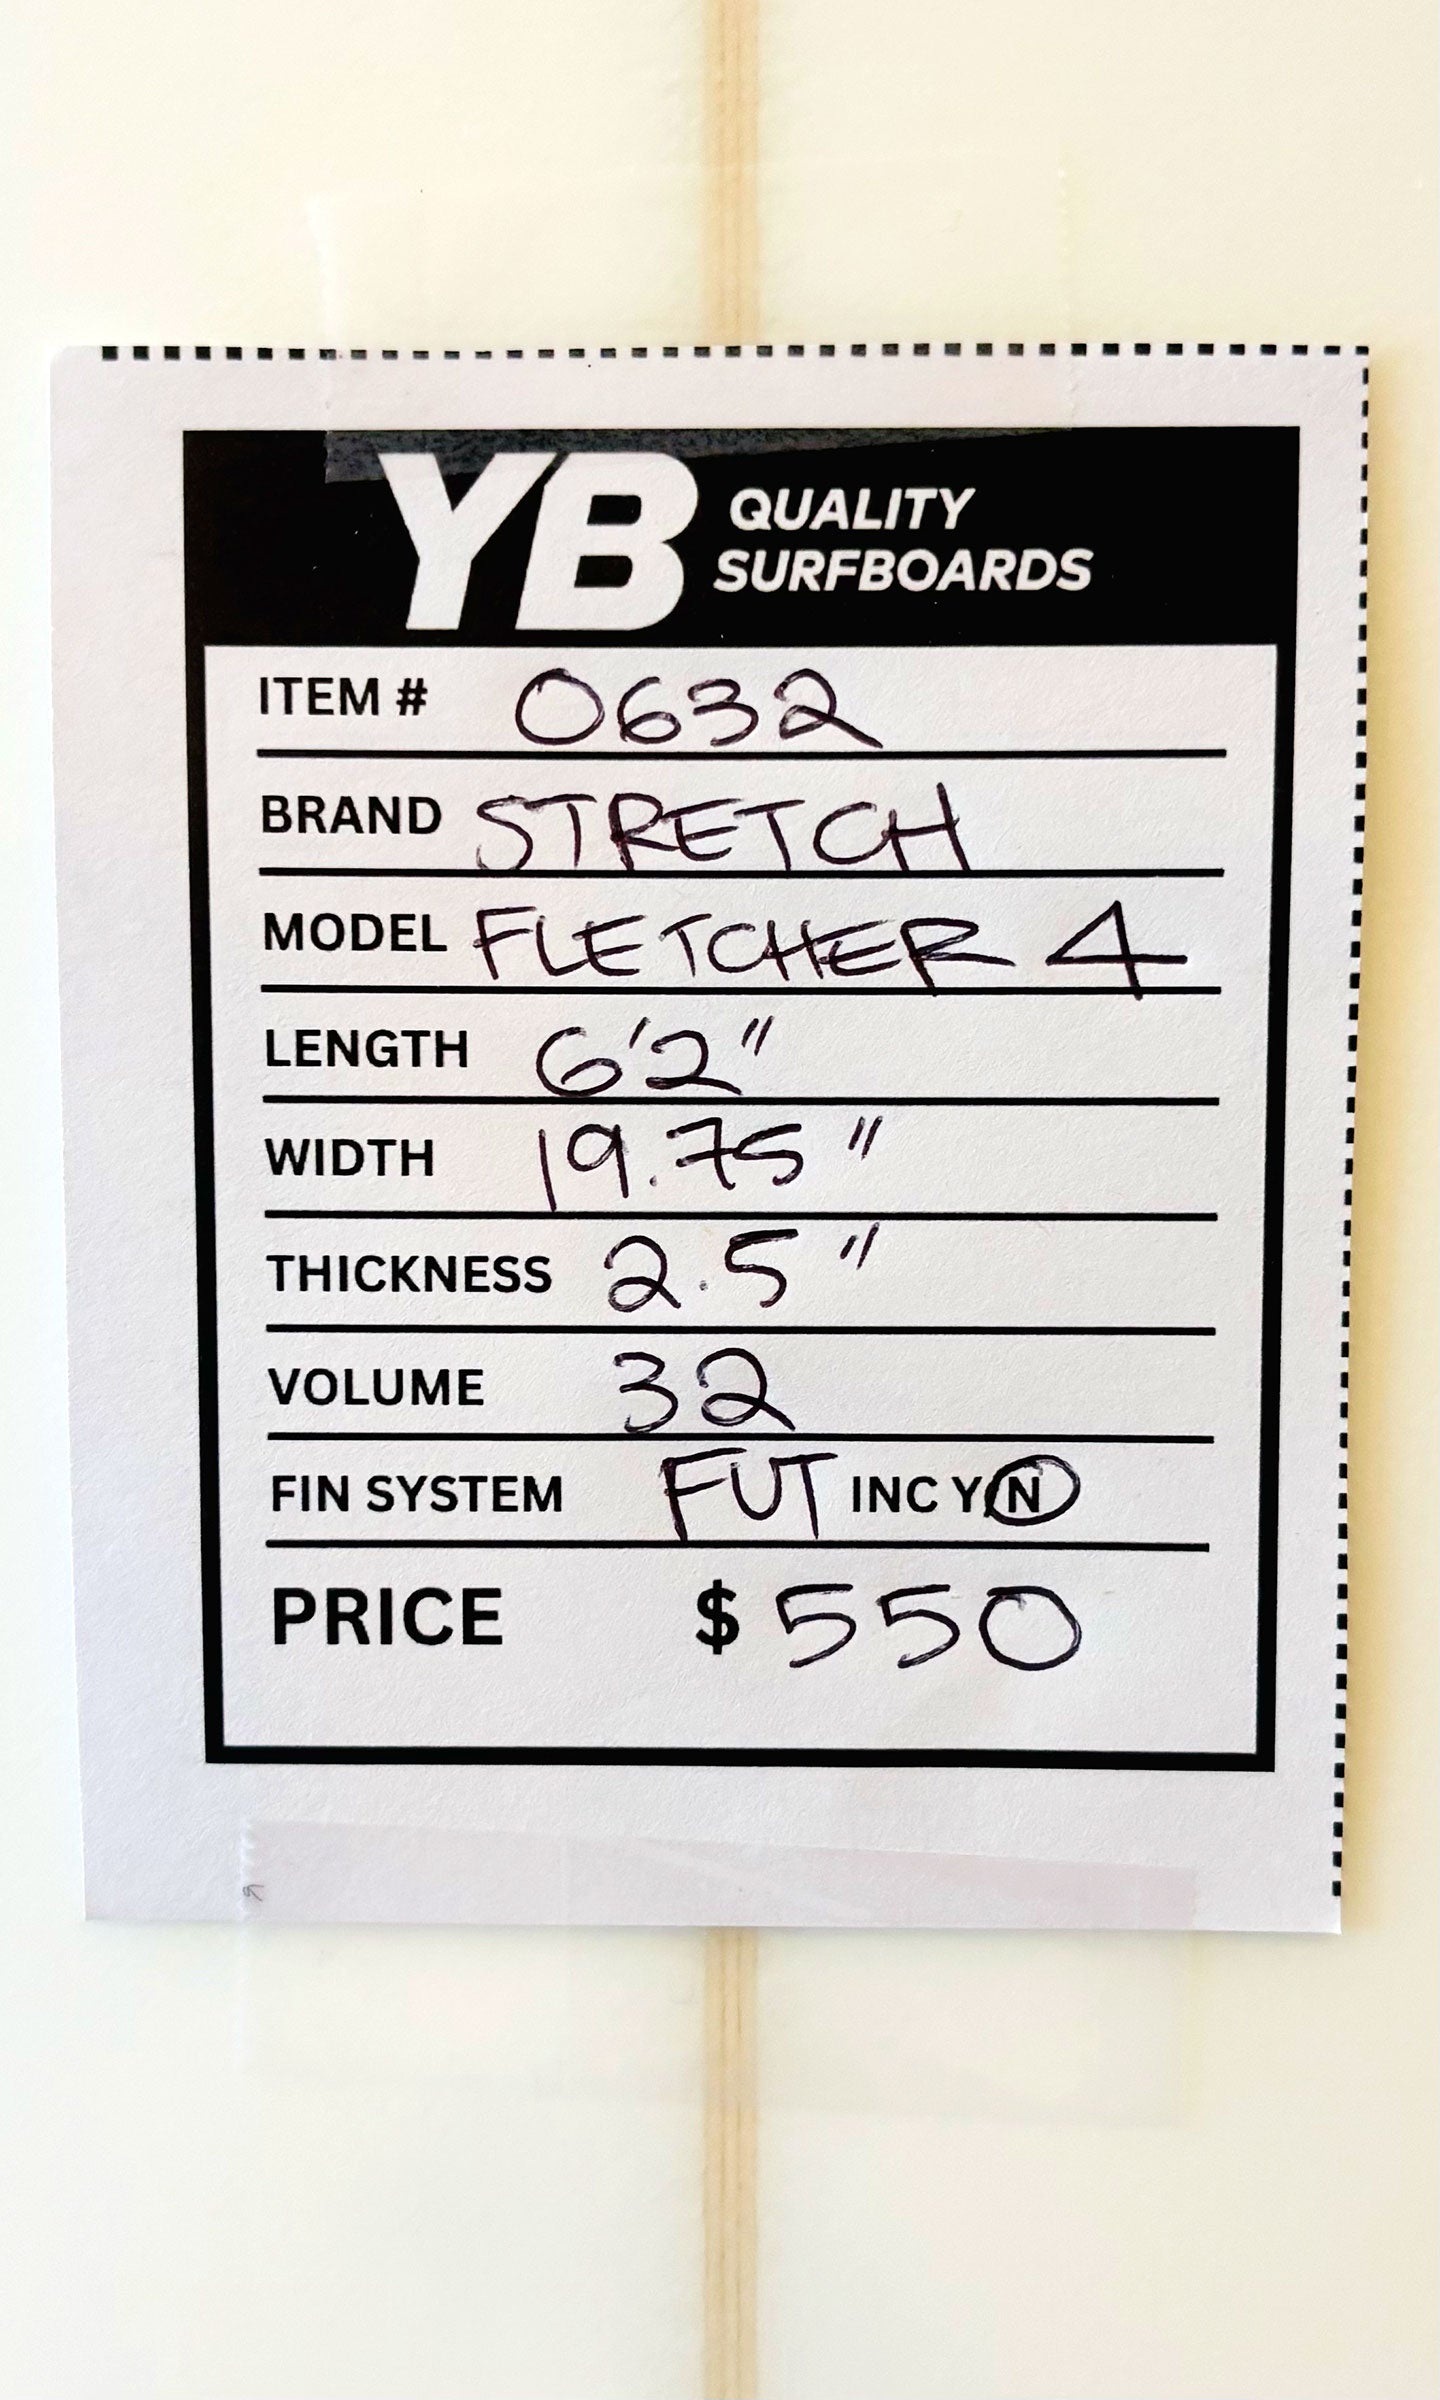 YB QUALITY
SURFBOARDS
ITEM # 0632
BRAND STRETCH
MODEL FLETCHER 4
LENGTH 6'2"
WIDTH 19.75"
THICKNESS 2.5"
VOLUME 32
FIN SYSTEM FUT INC Y/N
PRICE $550